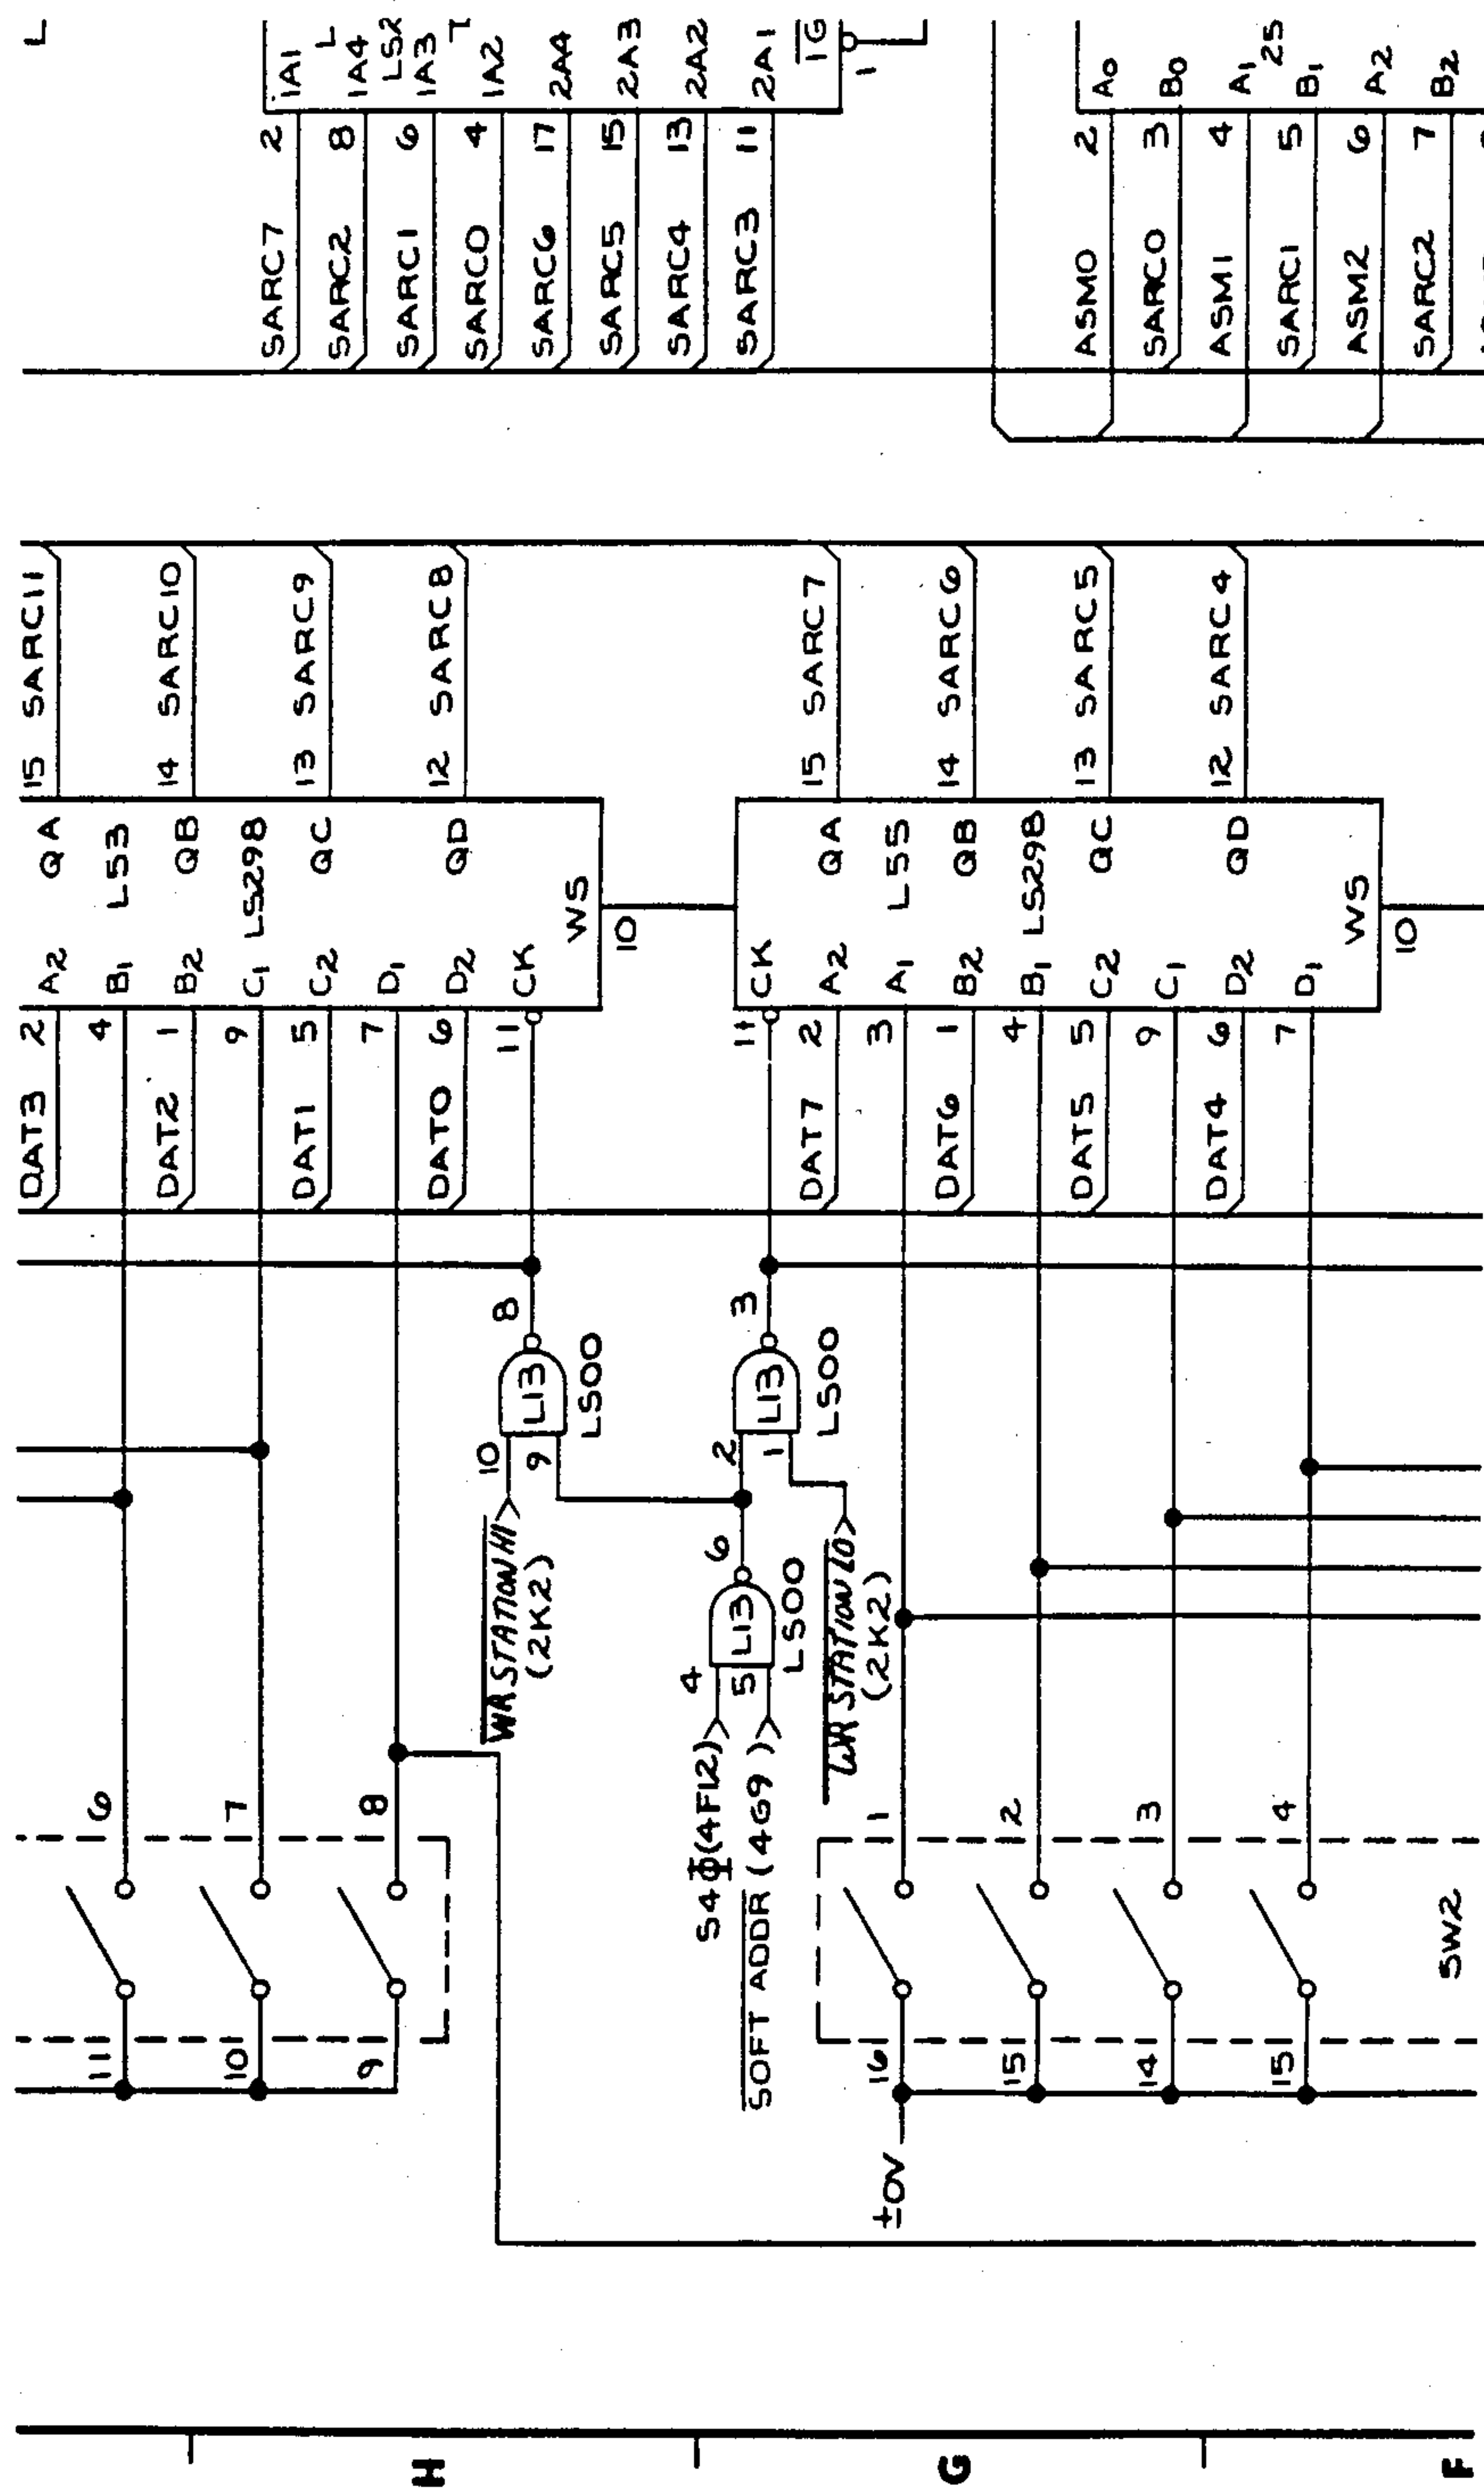 DAT3 2 A2 QA 15 SARC11 L
6 4 B1 L53
11
DAT2 1 B2 QB 14 SARC10
10 7 9 C1 LS298
SARC7 2 1A1
DAT1 5 C2 QC 13 SARC9
L
SARC2 8 1A4
9 8 7 D1
LS2
SARC1 6 1A3
H
DAT0 6 D2 QD 12 SARC8
SARC0 4 1A2
WR STATION HI 10 8
(2K2) 9 11 CK
SARC6 17 2A4
L13
LS00
WS
10
SARC5 15 2A3
SARC4 13 2A2
S4Φ(4F12) 4 6 2 3
SOFT ADDR (4G9) 5 L13 1 L13 11 CK
SARC3 11 2A1
LS00 LS00
1G
1
WR STATION LO
(2K2)
DAT7 2 A2 QA 15 SARC7
±0V 16 1 3 A1 L55
G
DAT6 1 B2 QB 14 SARC6
15 2 4 B1 LS298
ASM0 2 A0
DAT5 5 C2 QC 13 SARC5
14 3 9 C1
SARC0 3 B0
DAT4 6 D2 QD 12 SARC4
ASM1 4 A1
25
15 4 7 D1
SARC1 5 B1
WS
10
ASM2 6 A2
F
SW2
SARC2 7 B2